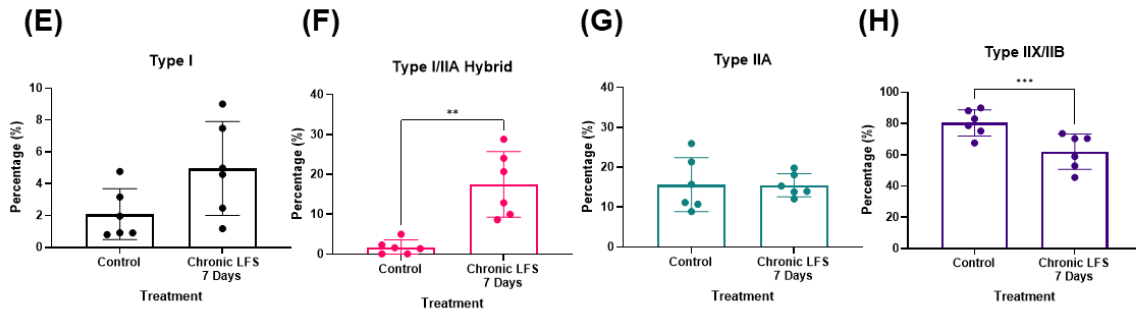 (E)
Type I
Percentage (%)
10
8
6
4
2
0
Control
Chronic LFS
7 Days
Treatment
(F)
Type I/IIA Hybrid
Percentage (%)
40
30
20
10
0
**
Control
Chronic LFS
7 Days
Treatment
(G)
Type IIA
Percentage (%)
40
30
20
10
0
Control
Chronic LFS
7 Days
Treatment
(H)
Type IIX/IIB
Percentage (%)
100
80
60
40
20
0
***
Control
Chronic LFS
7 Days
Treatment